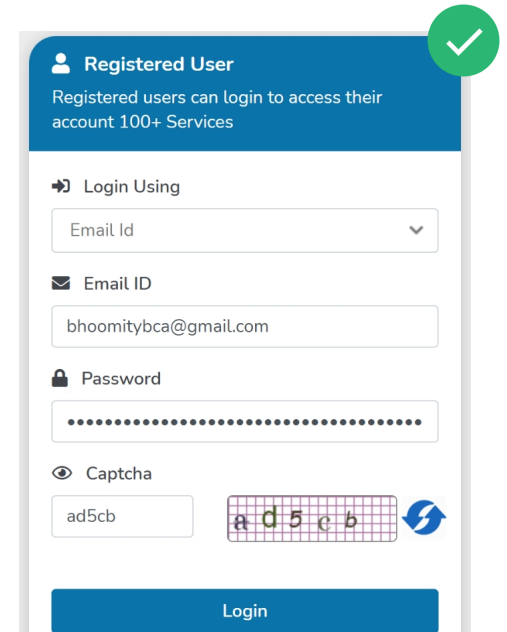 Registered User
Registered users can login to access their
account 100+ Services
Login Using
Email Id
Email ID
bhoomitybca@gmail.com
Password
••••••••••••••••••••••••••••••••••••••
Captcha
ad5cb
ad5cb
Login